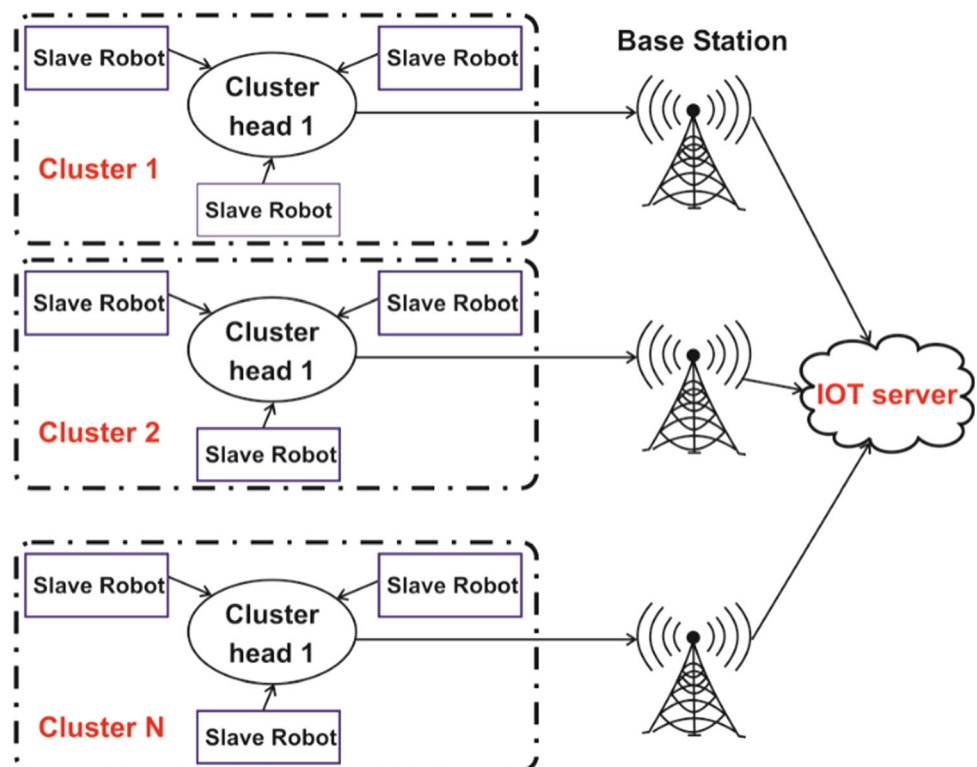 Slave Robot
Slave Robot
Cluster
head 1
Cluster 1
Slave Robot
Base Station
Slave Robot
Slave Robot
Cluster
head 1
Cluster 2
Slave Robot
IOT server
Slave Robot
Slave Robot
Cluster
head 1
Cluster N
Slave Robot